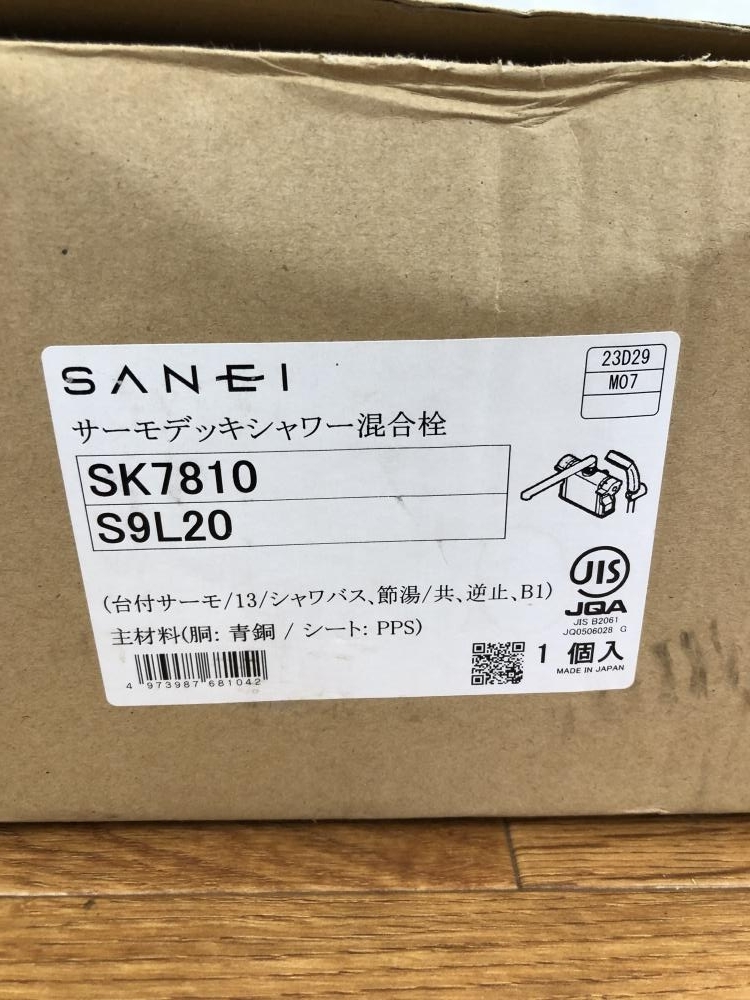 SANEI
23D29
M07
サーモデッキシャワー混合栓
SK7810
S9L20
(台付サーモ/13/シャワバス、節湯/共、逆止、B1)
主材料(胴: 青銅 / シート: PPS)
JIS
JQA
JIS B2061
JQ0506028 G
4 973987 681042
1 個入
MADE IN JAPAN